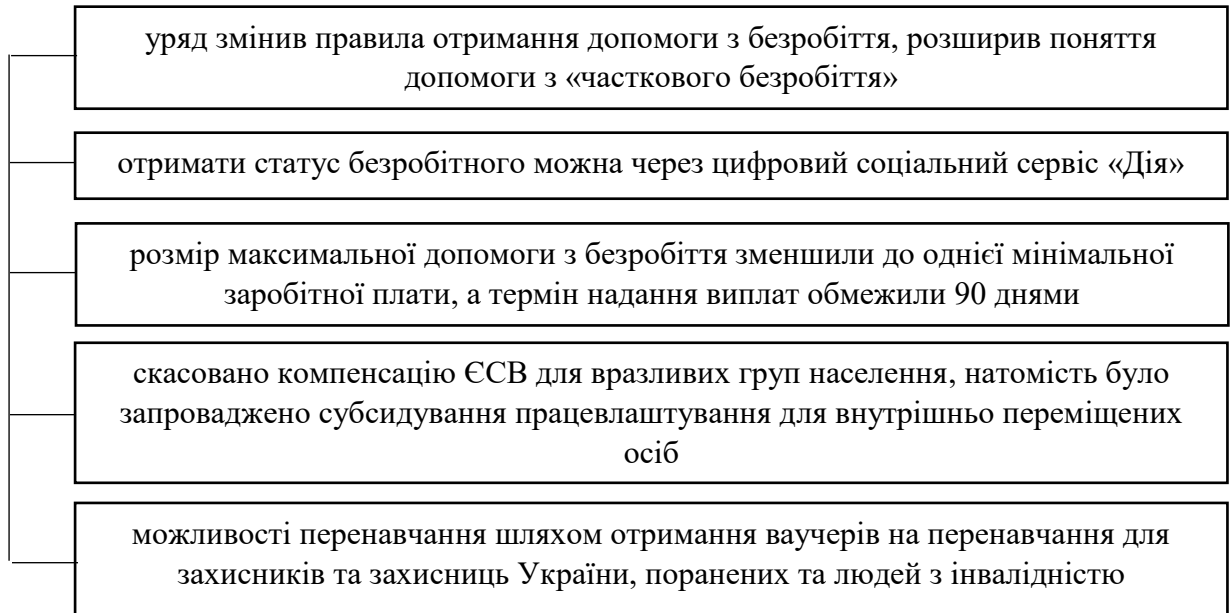 уряд змінив правила отримання допомоги з безробіття, розширив поняття
допомоги з «часткового безробіття»
отримати статус безробітного можна через цифровий соціальний сервіс «Дія»
розмір максимальної допомоги з безробіття зменшили до однієї мінімальної
заробітної плати, а термін надання виплат обмежили 90 днями
скасовано компенсацію ЄСВ для вразливих груп населення, натомість було
запроваджено субсидування працевлаштування для внутрішньо переміщених
осіб
можливості перенавчання шляхом отримання ваучерів на перенавчання для
захисників та захисниць України, поранених та людей з інвалідністю